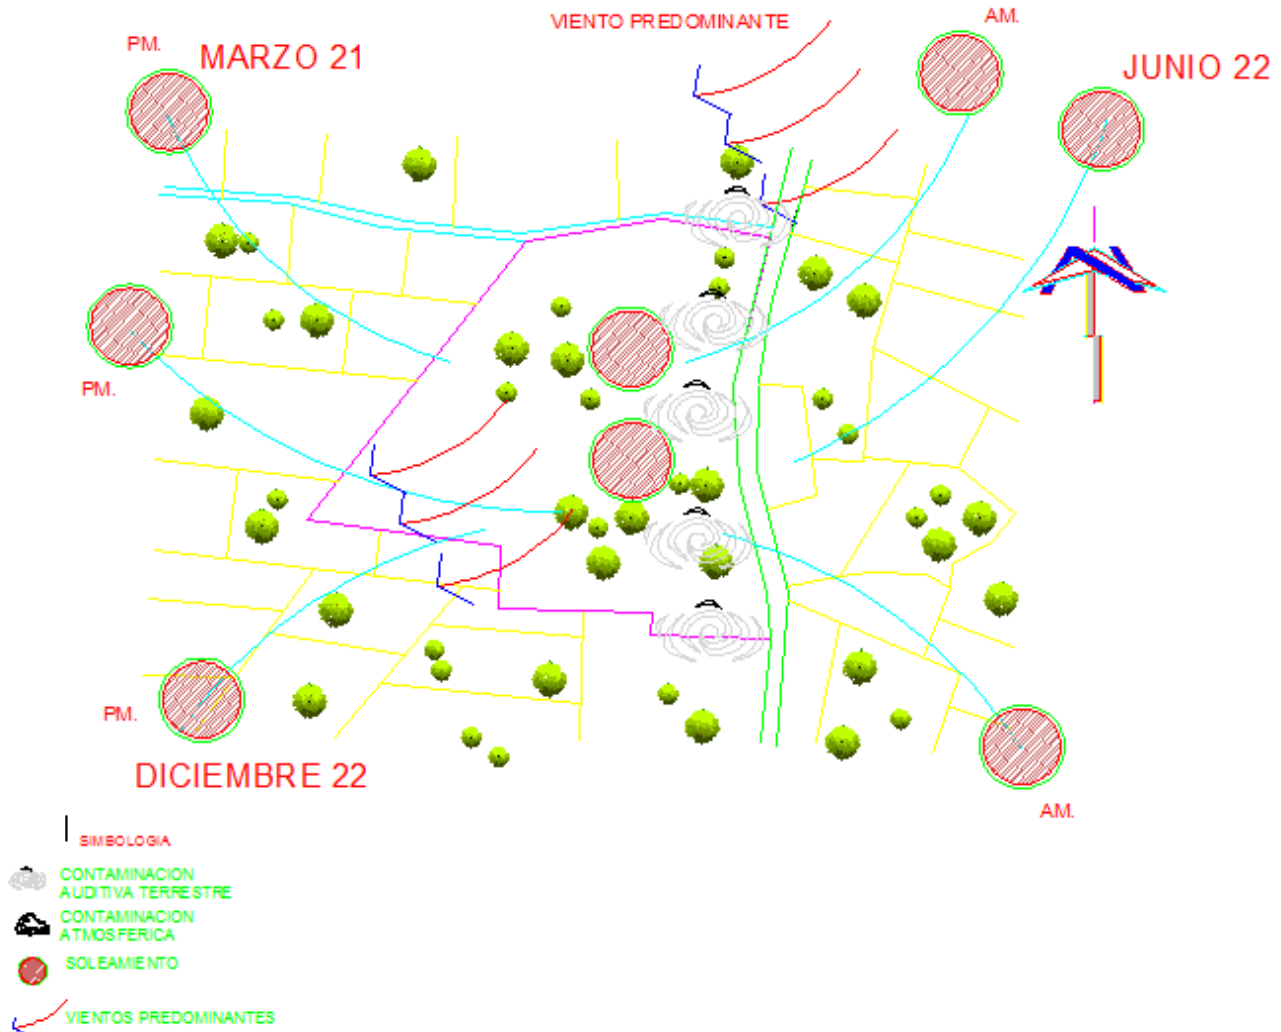 VIENTO PREDOMINANTE
AM.
PM.
MARZO 21
JUNIO 22
PM.
PM.
DICIEMBRE 22
AM.
SIMBOLOGIA
CONTAMINACION
AUDITIVA TERRESTRE
CONTAMINACION
ATMOSFERICA
SOLEAMIENTO
VIENTOS PREDOMINANTES